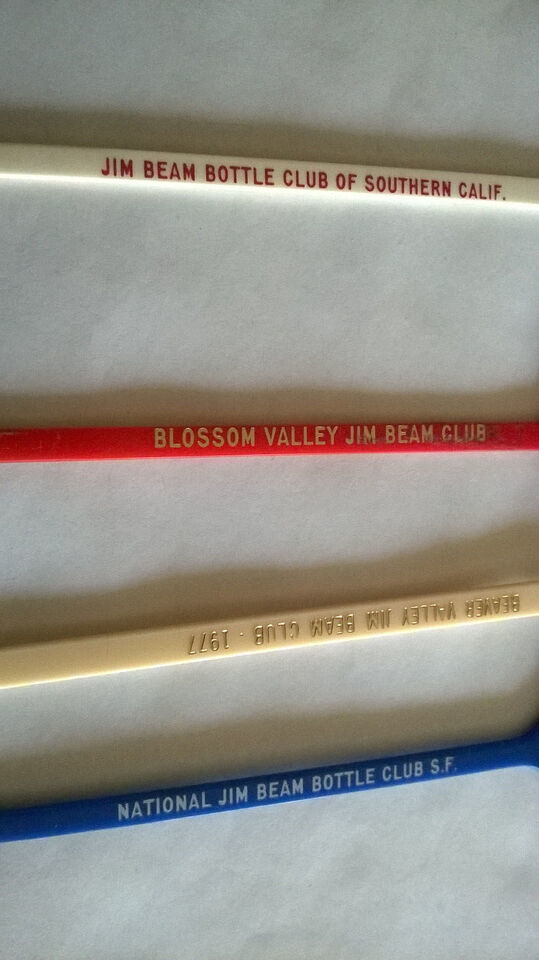 JIM BEAM BOTTLE CLUB OF SOUTHERN CALIF.
BLOSSOM VALLEY JIM BEAM CLUB
BEAVER VALLEY JIM BEAM CLUB · 1977
NATIONAL JIM BEAM BOTTLE CLUB S.F.